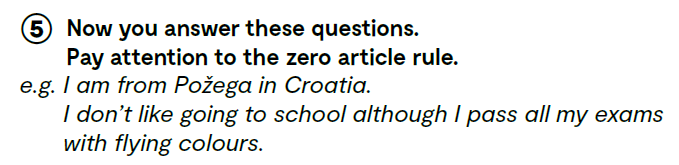 5 Now you answer these questions.
Pay attention to the zero article rule.
e.g. I am from Požega in Croatia.
I don't like going to school although I pass all my exams
with flying colours.